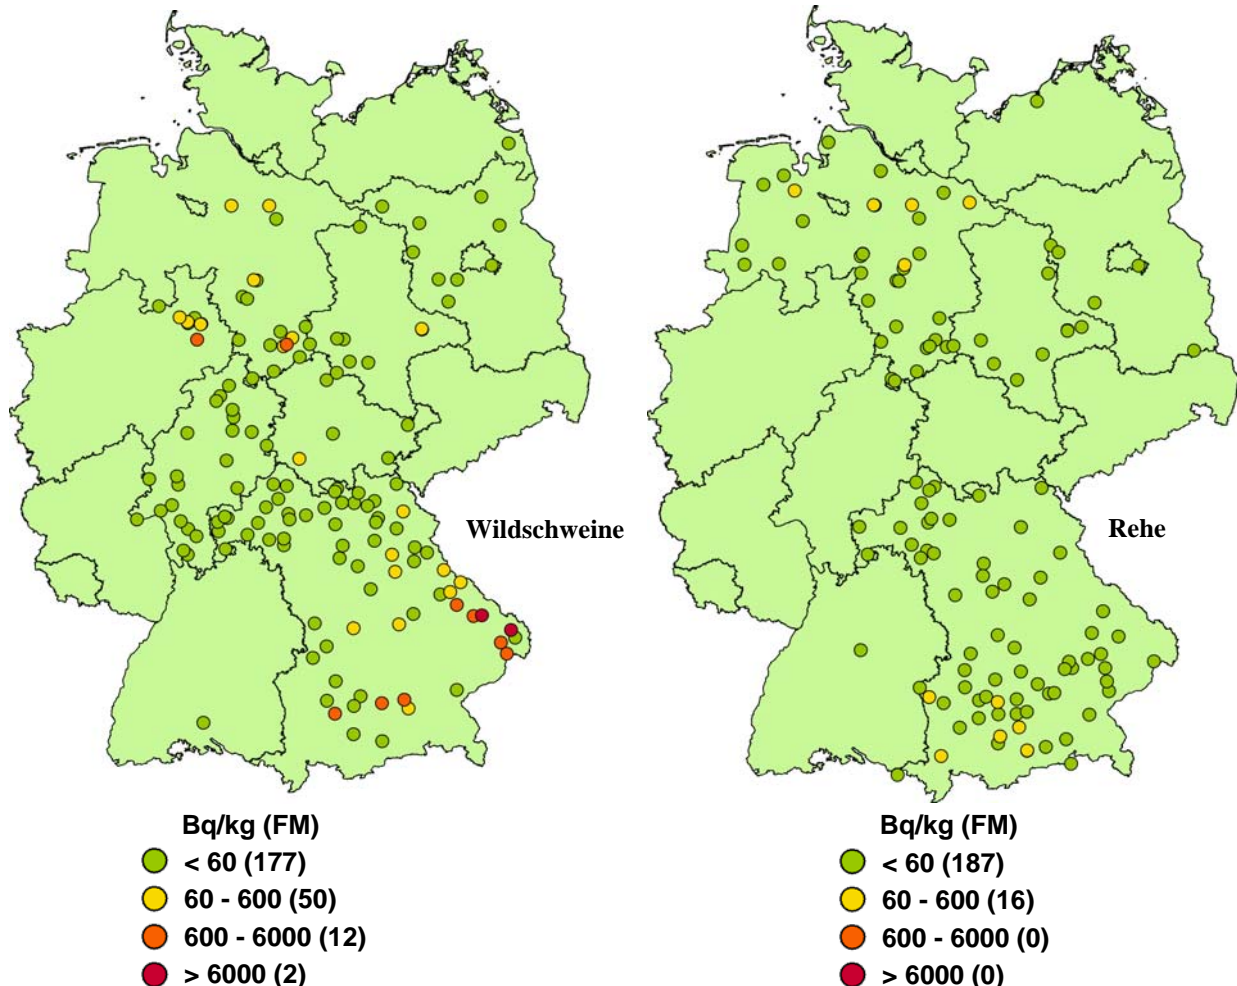 Wildschweine
Rehe
Bq/kg (FM)
< 60 (177)
60 - 600 (50)
600 - 6000 (12)
> 6000 (2)
Bq/kg (FM)
< 60 (187)
60 - 600 (16)
600 - 6000 (0)
> 6000 (0)